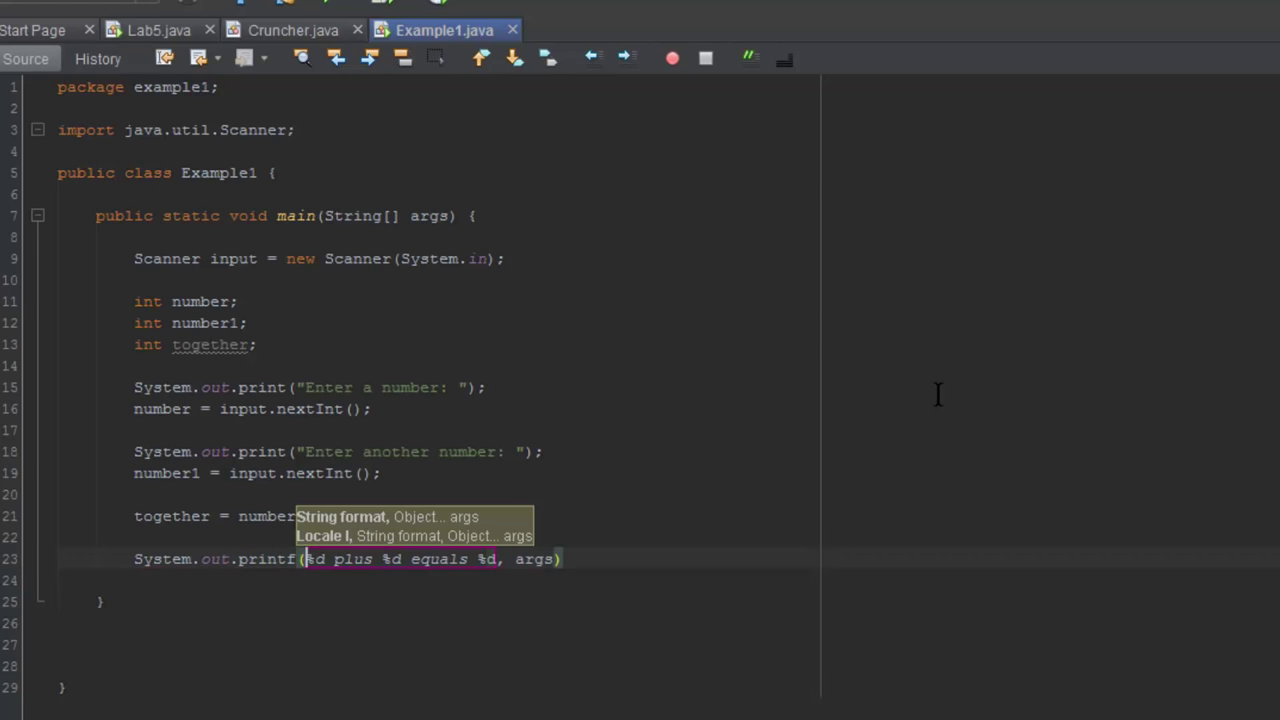 Start Page Lab5.java Cruncher.java Example1.java
Source History
1 package example1;
2
3 import java.util.Scanner;
4
5 public class Example1 {
6
7 public static void main(String[] args) {
8
9 Scanner input = new Scanner(System.in);
10
11 int number;
12 int number1;
13 int together;
14
15 System.out.print("Enter a number: ");
16 number = input.nextInt();
17
18 System.out.print("Enter another number: ");
19 number1 = input.nextInt();
20
21 together = number
String format, Object... args
22
Locale l, String format, Object... args
23 System.out.printf(%d plus %d equals %d, args)
24
25 }
26
27
28
29 }